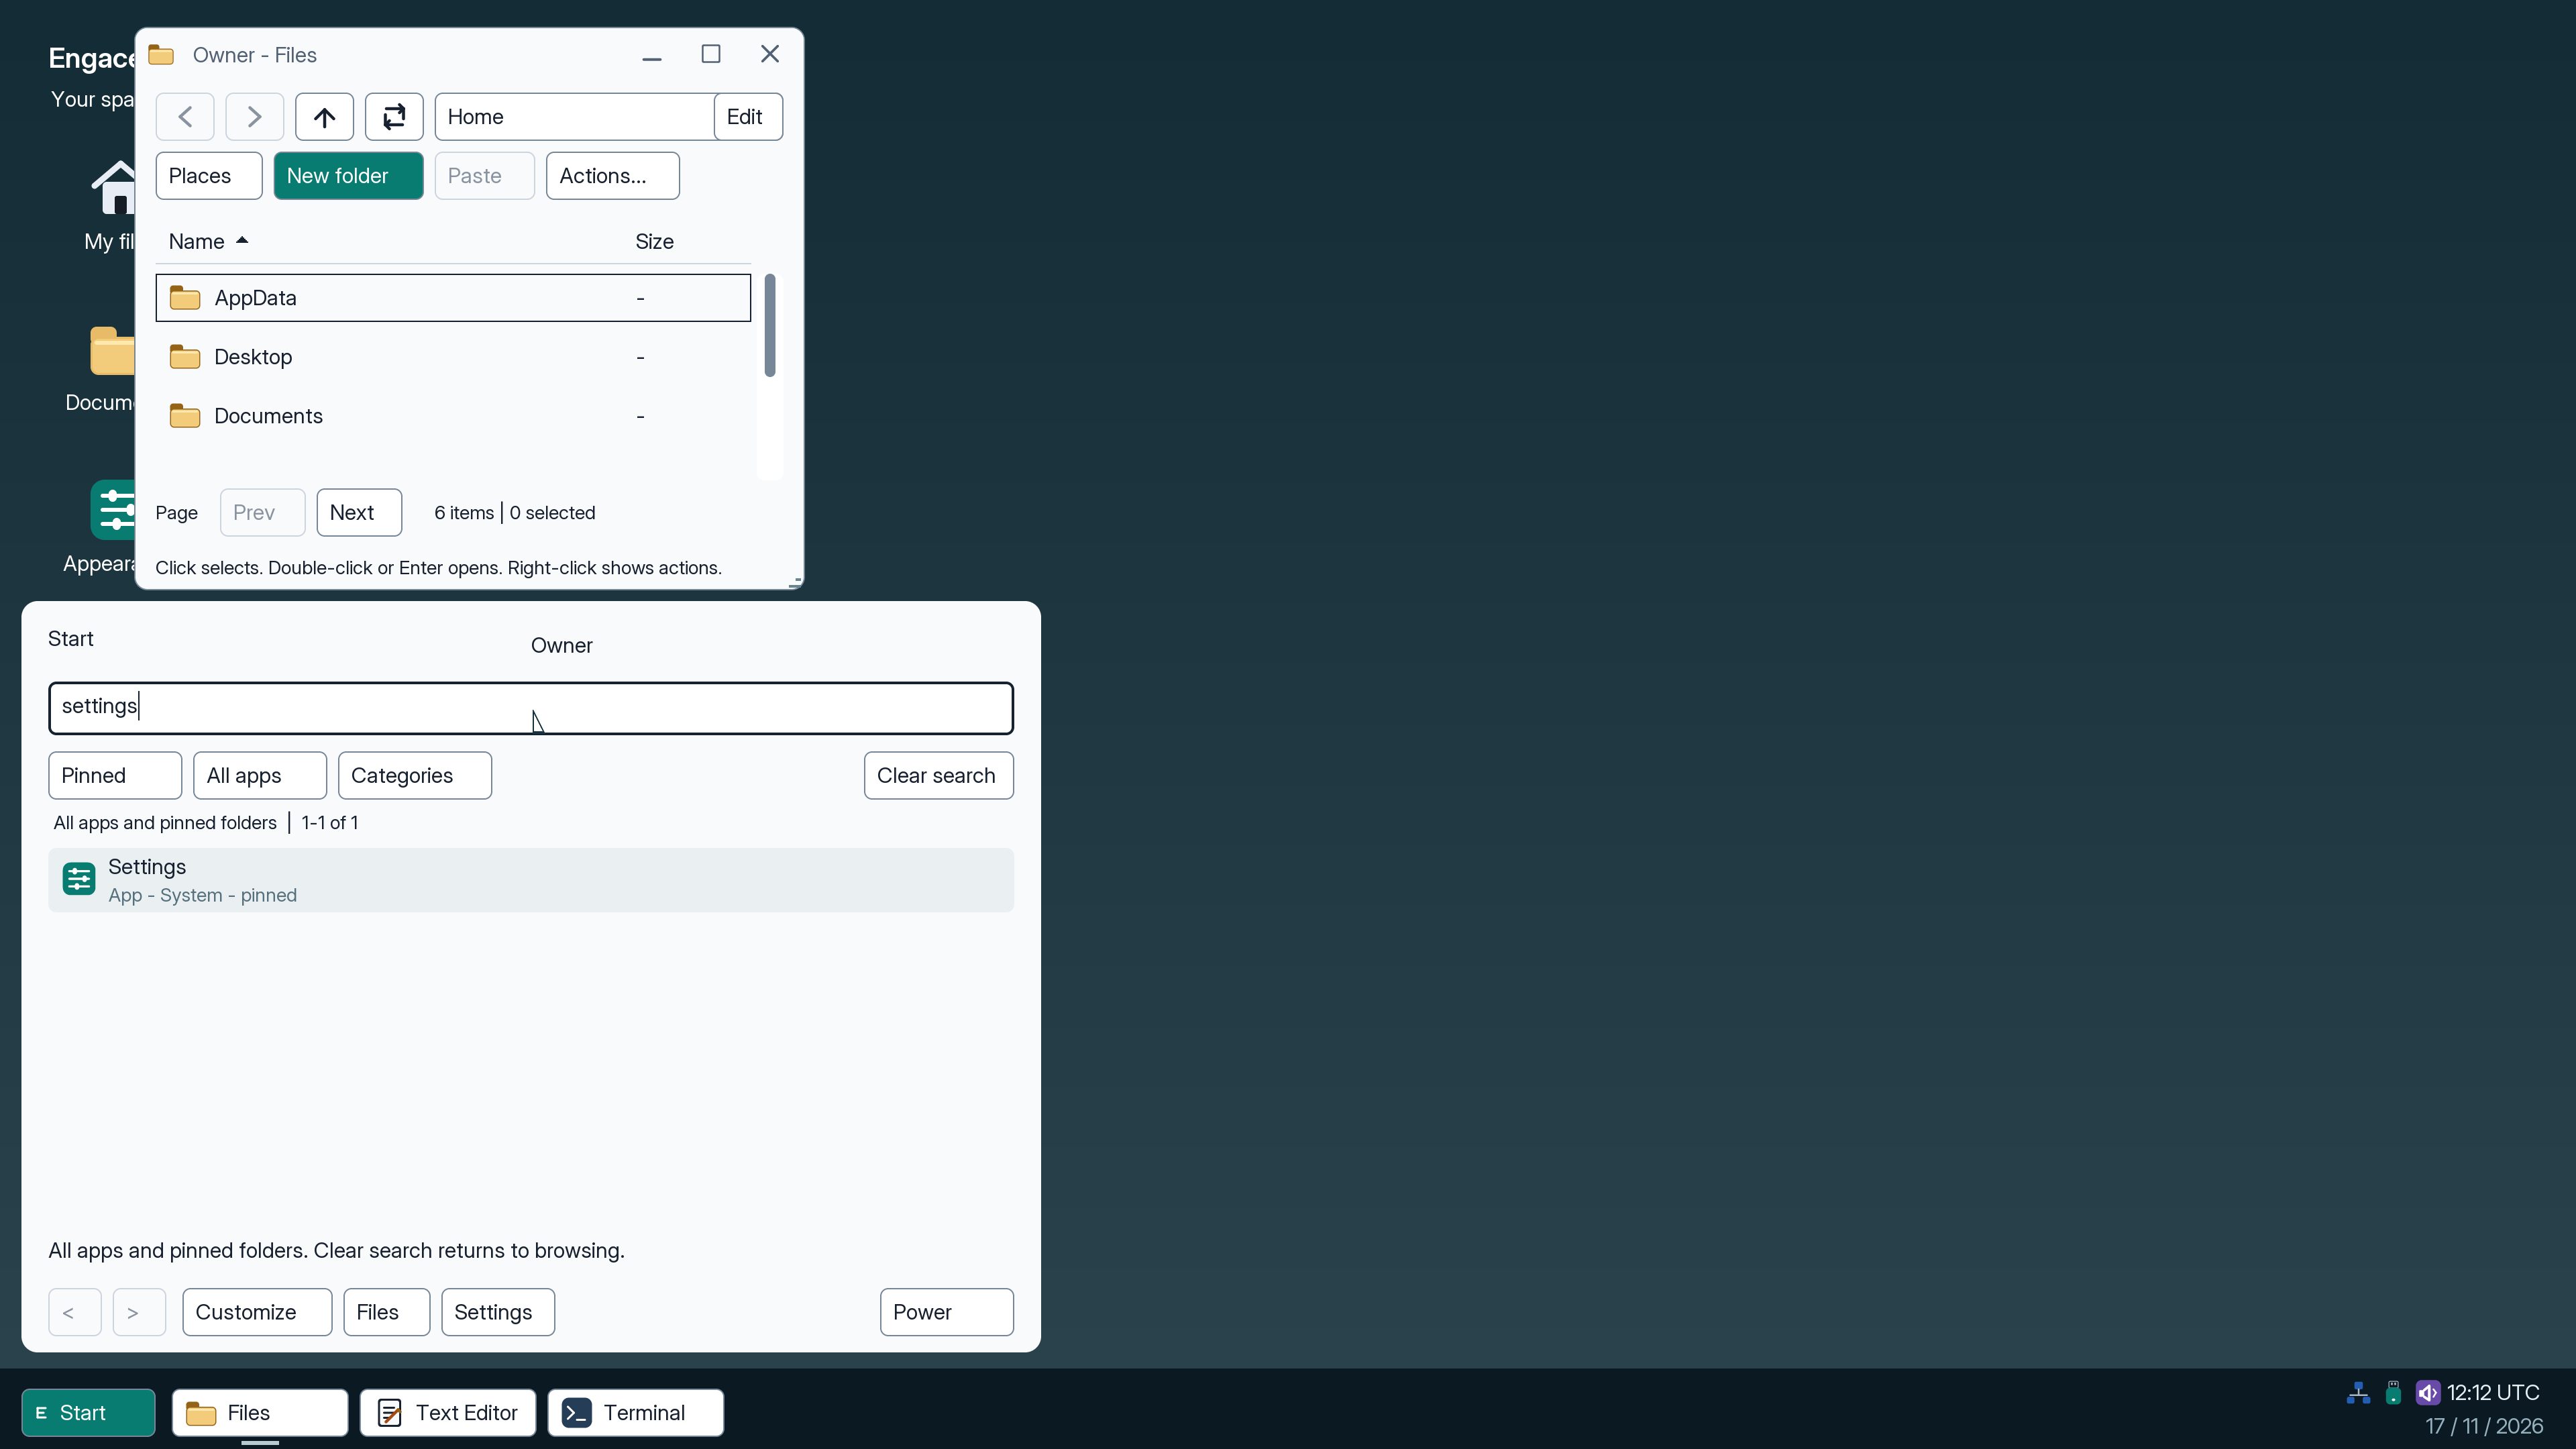 Engace
Your spa
My fil
Docum
Appeara
Owner - Files
Home
Edit
Places
New folder
Paste
Actions...
Name
Size
AppData -
Desktop -
Documents -
Page
Prev
Next
6 items | 0 selected
Click selects. Double-click or Enter opens. Right-click shows actions.
Start
Owner
settings
Pinned
All apps
Categories
Clear search
All apps and pinned folders | 1-1 of 1
Settings
App - System - pinned
All apps and pinned folders. Clear search returns to browsing.
<
>
Customize
Files
Settings
Power
E Start
Files
Text Editor
Terminal
12:12 UTC
17 / 11 / 2026